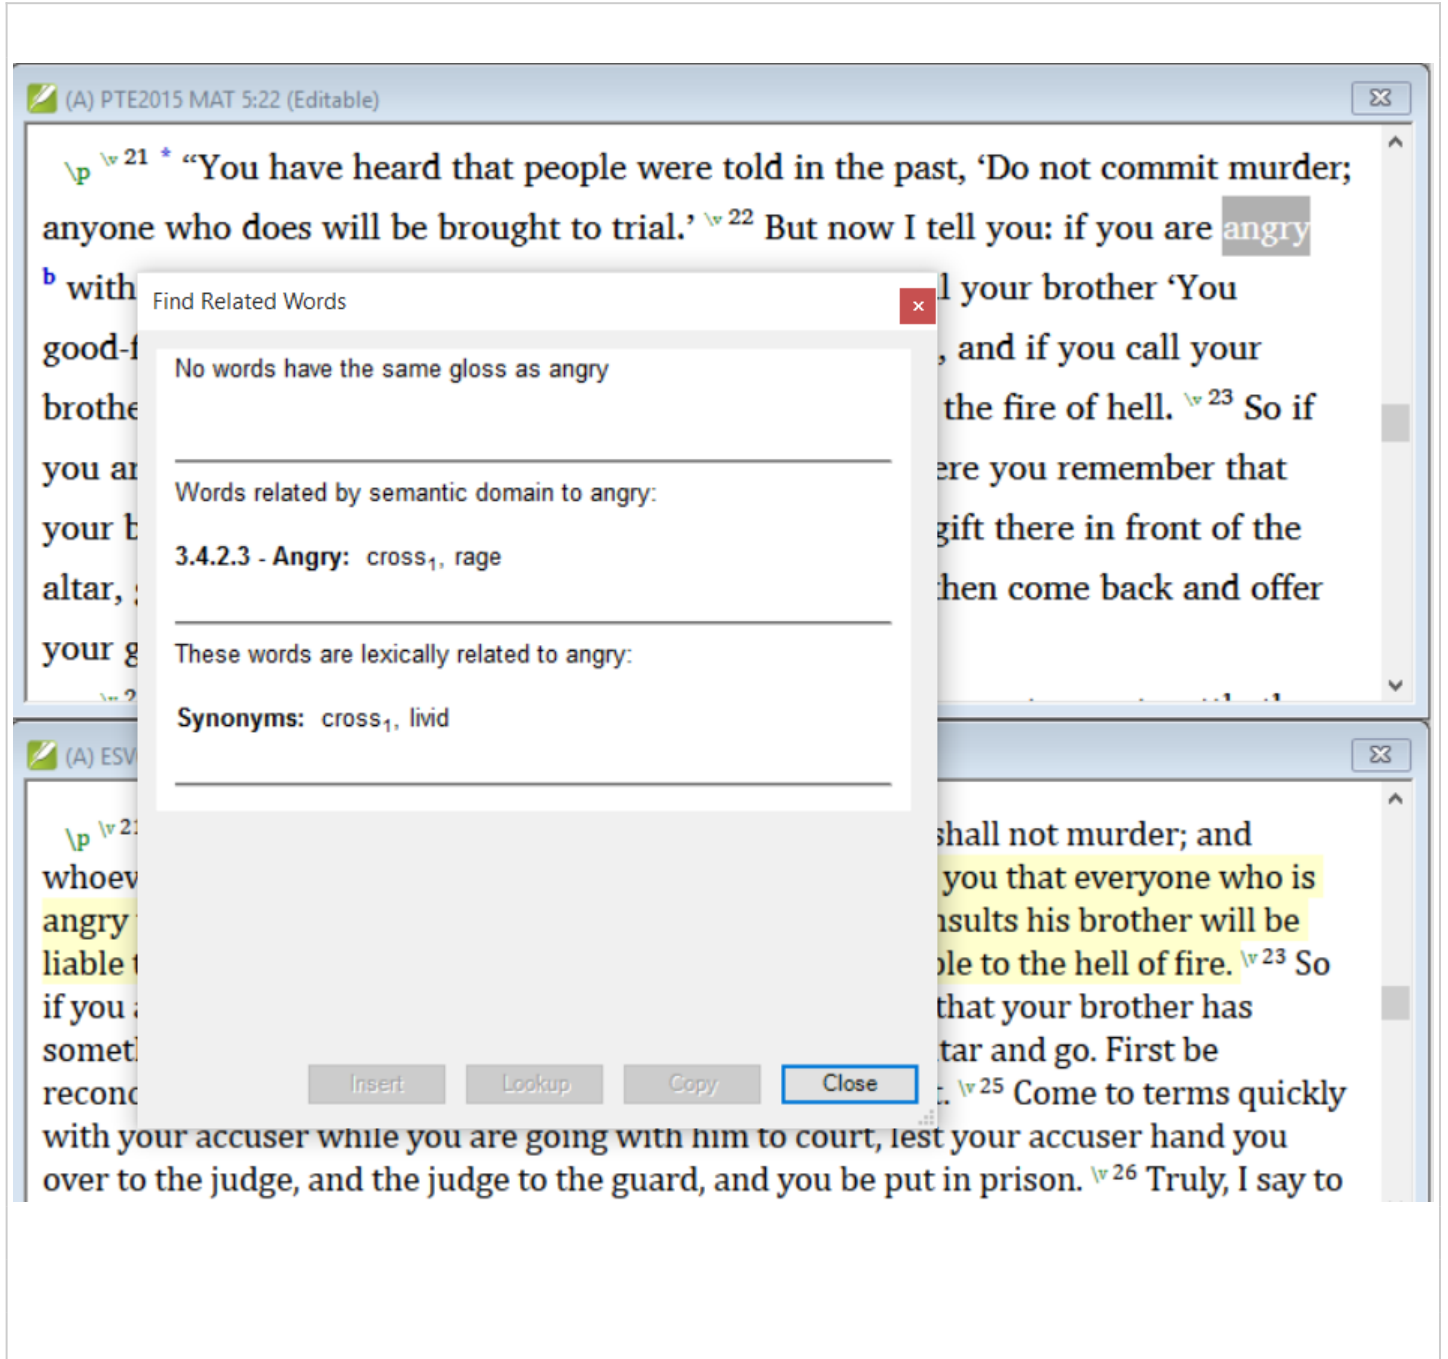 (A) PTE2015 MAT 5:22 (Editable)
\p \v 21 * “You have heard that people were told in the past, ‘Do not commit murder;
anyone who does will be brought to trial.’ \v 22 But now I tell you: if you are angry
b with l your brother ‘You
good-f , and if you call your
brothe the fire of hell. \v 23 So if
you ar ere you remember that
your b gift there in front of the
altar, then come back and offer
your g
Find Related Words
No words have the same gloss as angry
Words related by semantic domain to angry:
3.4.2.3 - Angry: cross₁, rage
These words are lexically related to angry:
Synonyms: cross₁, livid
Insert Lookup Copy Close
(A) ESV
\p \v 21 shall not murder; and
whoev you that everyone who is
angry nsults his brother will be
liable t ble to the hell of fire. \v 23 So
if you that your brother has
somet tar and go. First be
reconc t. \v 25 Come to terms quickly
with your accuser while you are going with him to court, lest your accuser hand you
over to the judge, and the judge to the guard, and you be put in prison. \v 26 Truly, I say to